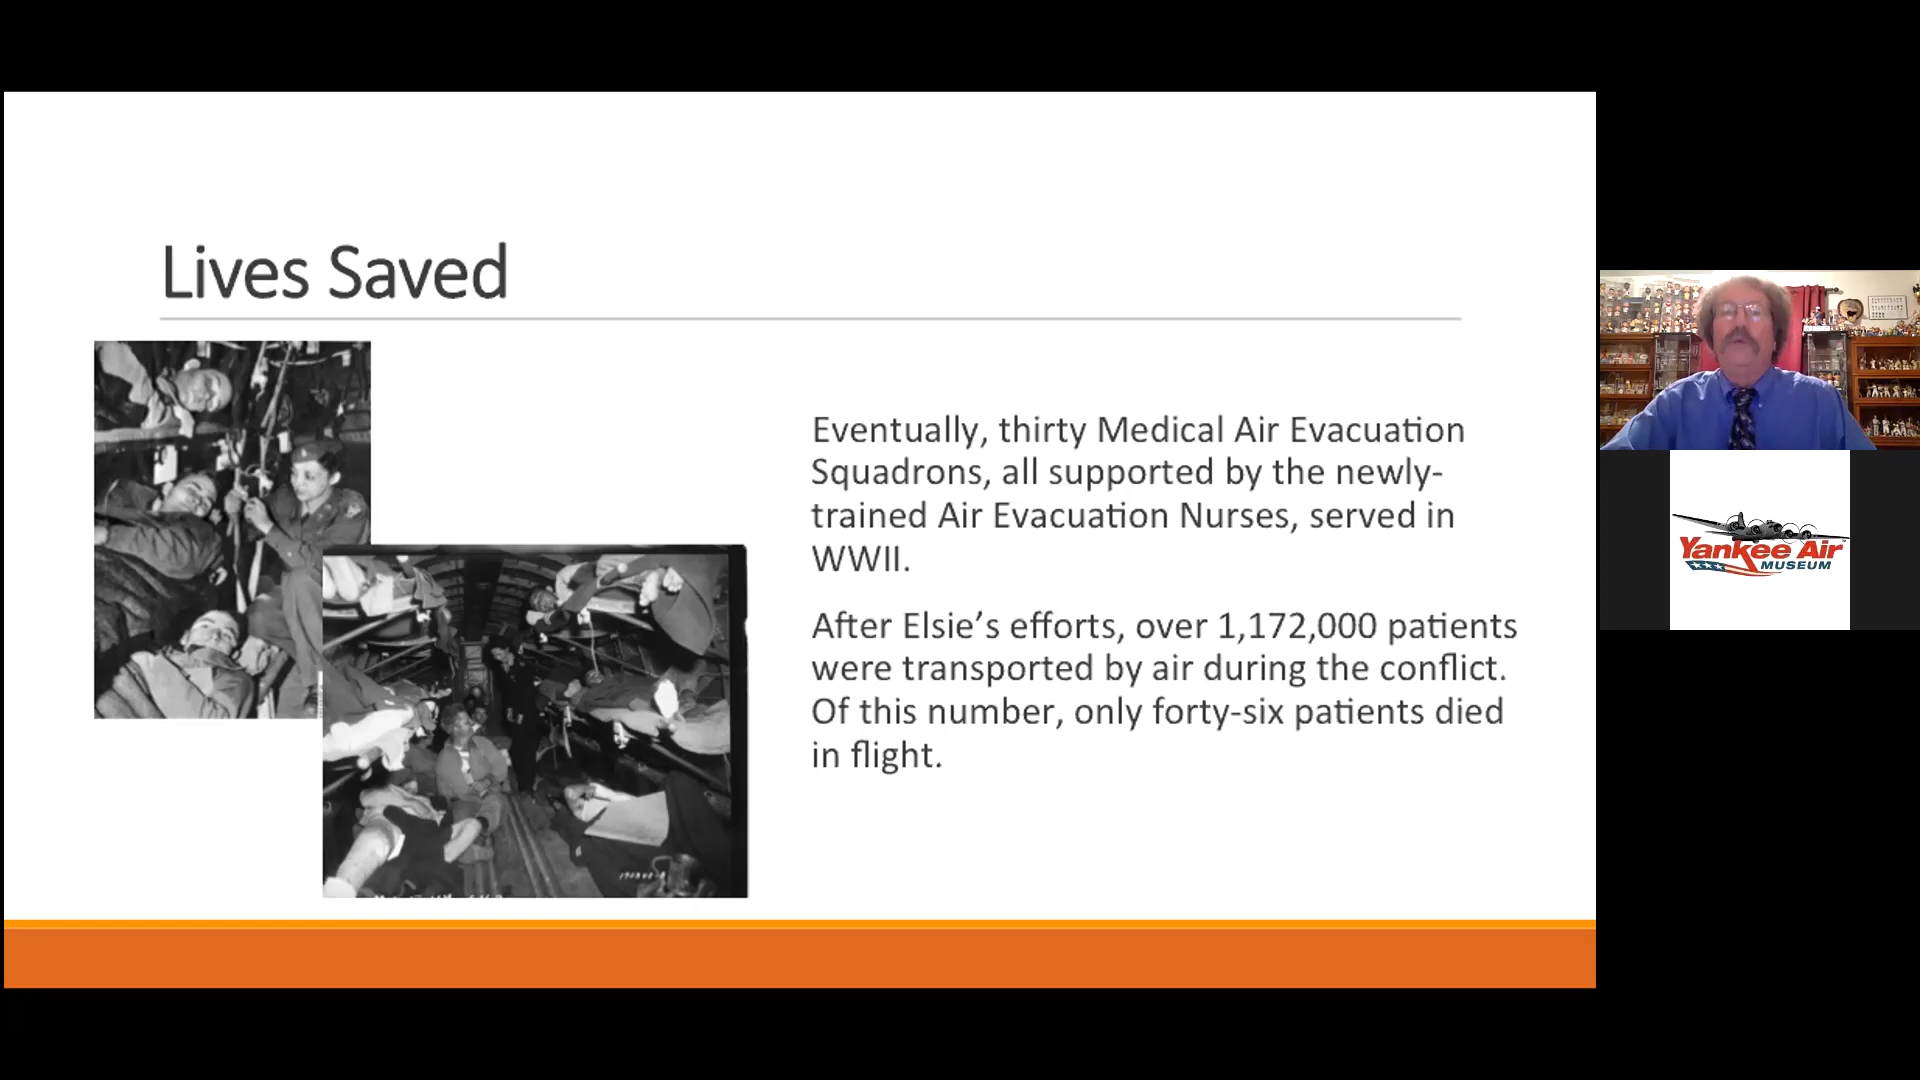 Lives Saved
Eventually, thirty Medical Air Evacuation
Squadrons, all supported by the newly-
trained Air Evacuation Nurses, served in
WWII.
After Elsie’s efforts, over 1,172,000 patients
were transported by air during the conflict.
Of this number, only forty-six patients died
in flight.
Yankee Air
MUSEUM